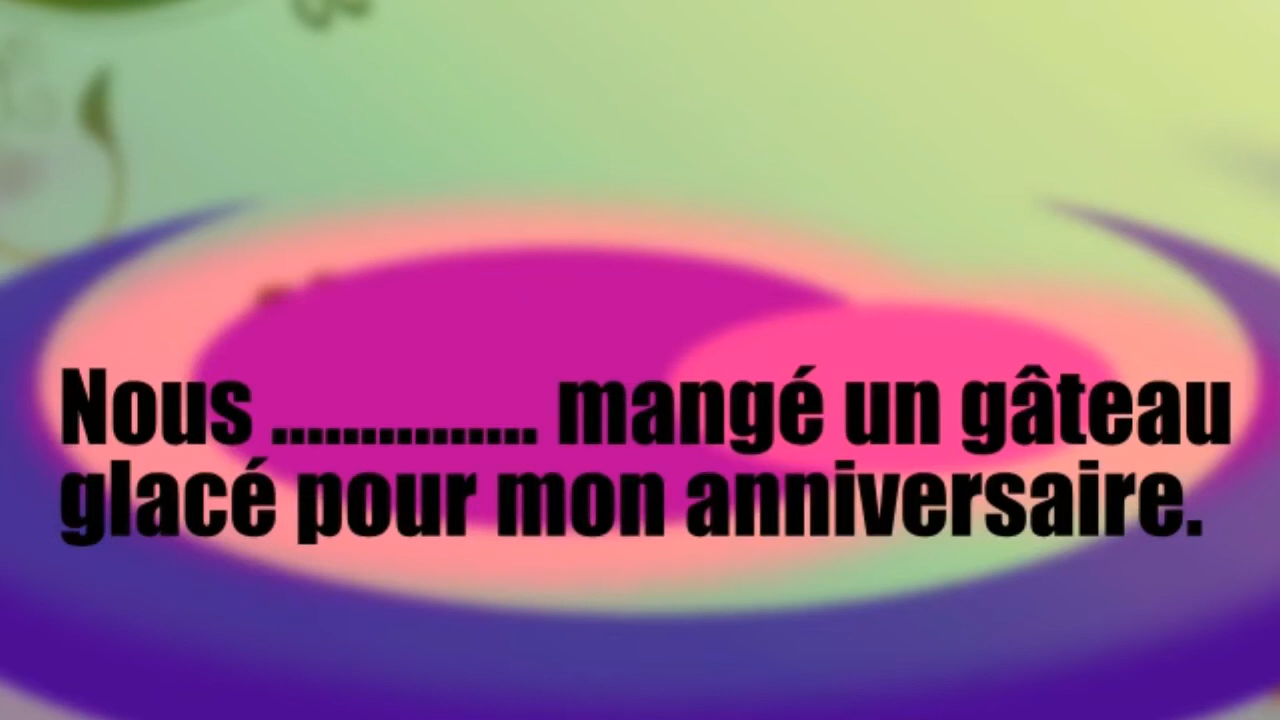 Nous ............... mangé un gâteau
glacé pour mon anniversaire.